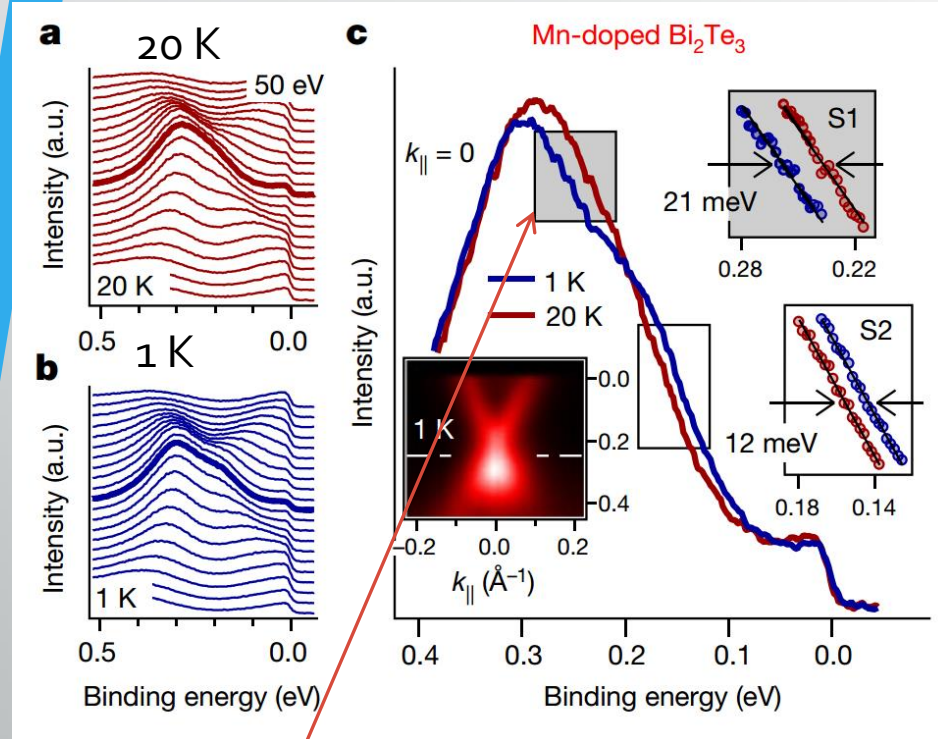 a
20 K
50 eV
Intensity (a.u.)
20 K
0.5
0.0
b
1 K
Intensity (a.u.)
1 K
0.5
0.0
Binding energy (eV)
c
Mn-doped Bi₂Te₃
k∥ = 0
Intensity (a.u.)
1 K
20 K
S1
21 meV
0.28
0.22
S2
12 meV
0.18
0.14
1 K
0.0
0.2
0.4
–0.2
0.0
0.2
k∥ (Å⁻¹)
0.4
0.3
0.2
0.1
0.0
Binding energy (eV)